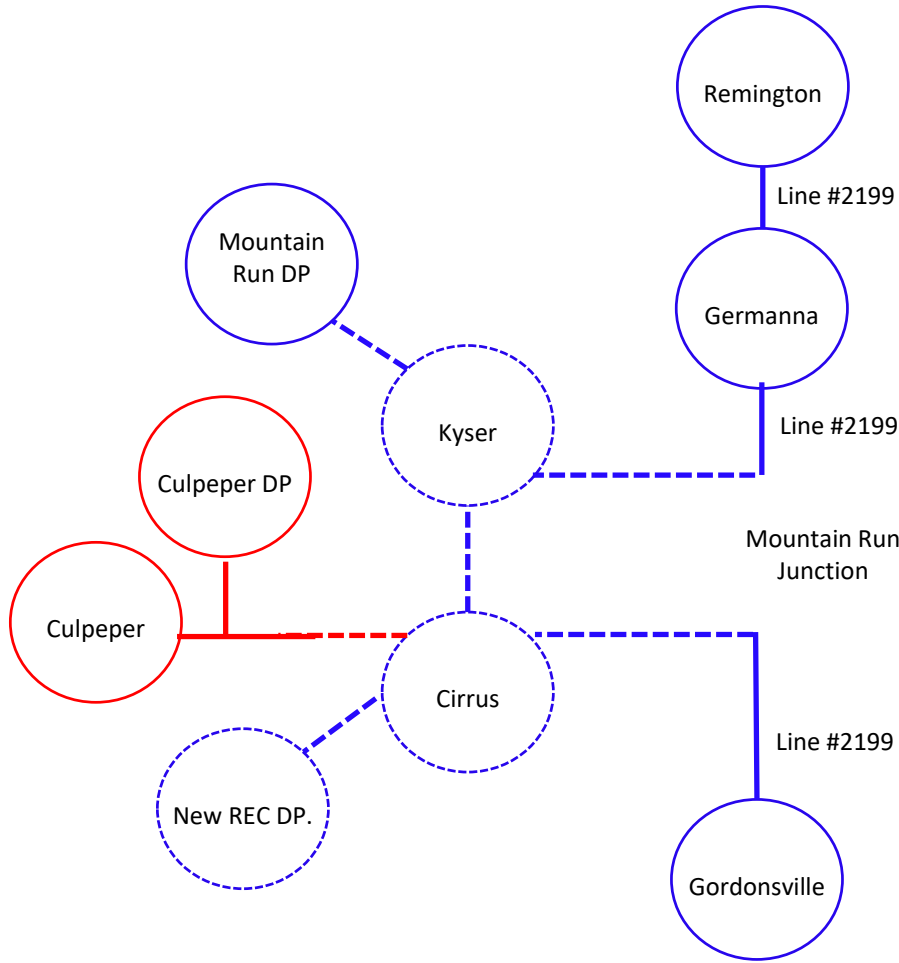 Remington
Line #2199
Mountain
Run DP
Germanna
Kyser
Line #2199
Culpeper DP
Mountain Run
Junction
Culpeper
Cirrus
Line #2199
New REC DP.
Gordonsville